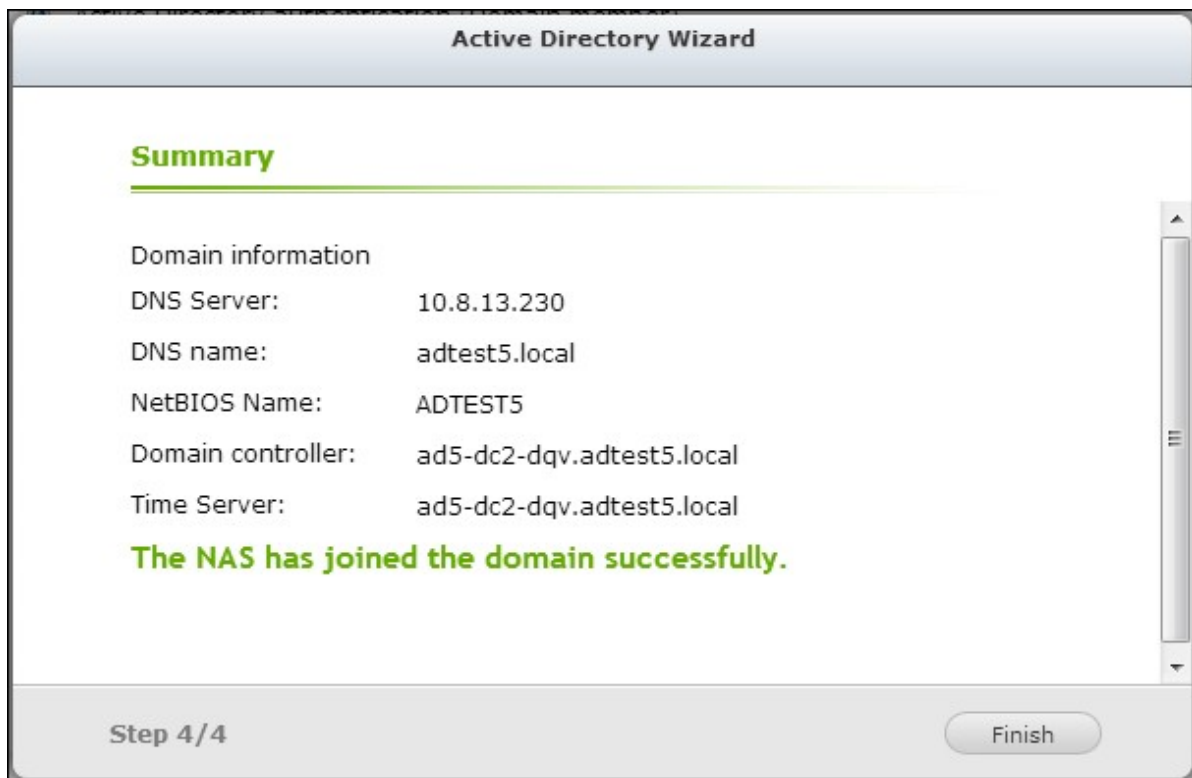 Active Directory Wizard
Summary
Domain information
DNS Server: 10.8.13.230
DNS name: adtest5.local
NetBIOS Name: ADTEST5
Domain controller: ad5-dc2-dqv.adtest5.local
Time Server: ad5-dc2-dqv.adtest5.local
The NAS has joined the domain successfully.
Step 4/4
Finish